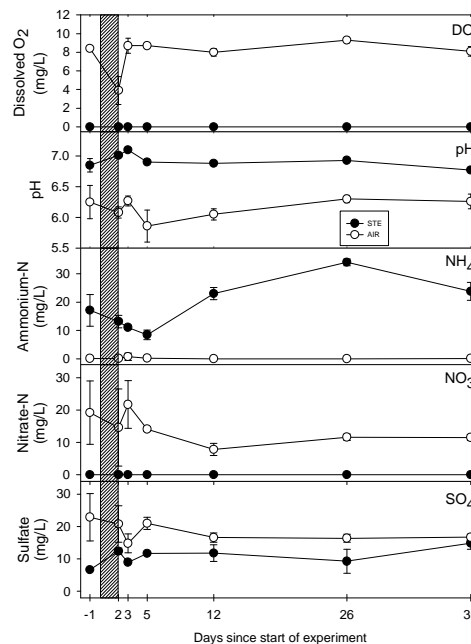 12
10
8
6
4
2
0
Dissolved O2
(mg/L)
DO
7.0
6.5
6.0
5.5
pH
pH
STE
AIR
30
20
10
0
Ammonium-N
(mg/L)
NH4
30
20
10
0
Nitrate-N
(mg/L)
NO3
30
20
10
0
Sulfate
(mg/L)
SO4
-1 2 3 5 12 26 3
Days since start of experiment